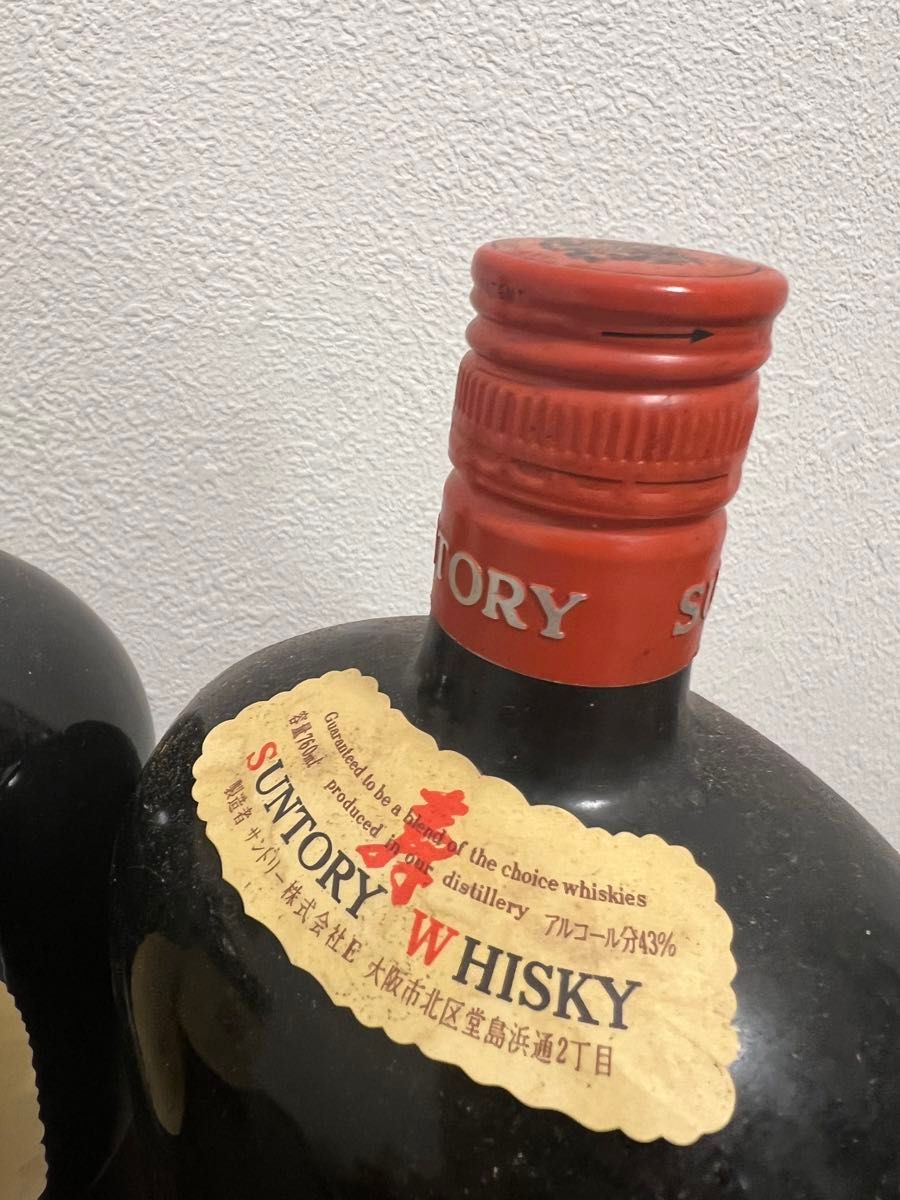 TORY SU
Guaranteed to be a blend of the choice whiskies
容量760ml produced in our distillery アルコール分43%
寿
SUNTORY WHISKY
製造者 サントリー株式会社E 大阪市北区堂島浜通2丁目